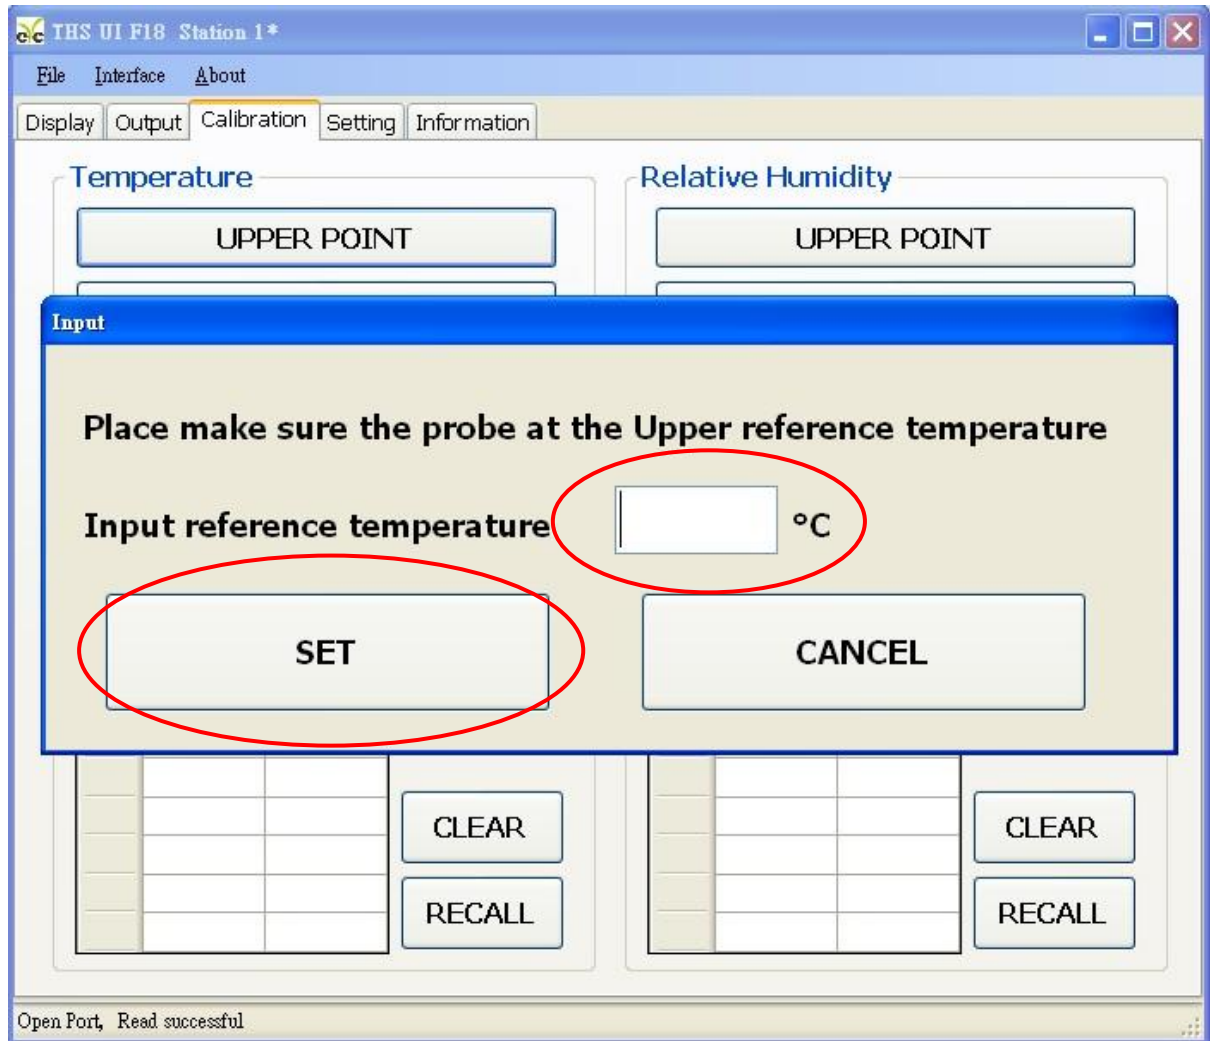 THS UI F18 Station 1*
File Interface About
Display Output Calibration Setting Information
Temperature
Relative Humidity
UPPER POINT
UPPER POINT
Input
Place make sure the probe at the Upper reference temperature
Input reference temperature °C
SET CANCEL
CLEAR
CLEAR
RECALL
RECALL
Open Port, Read successful